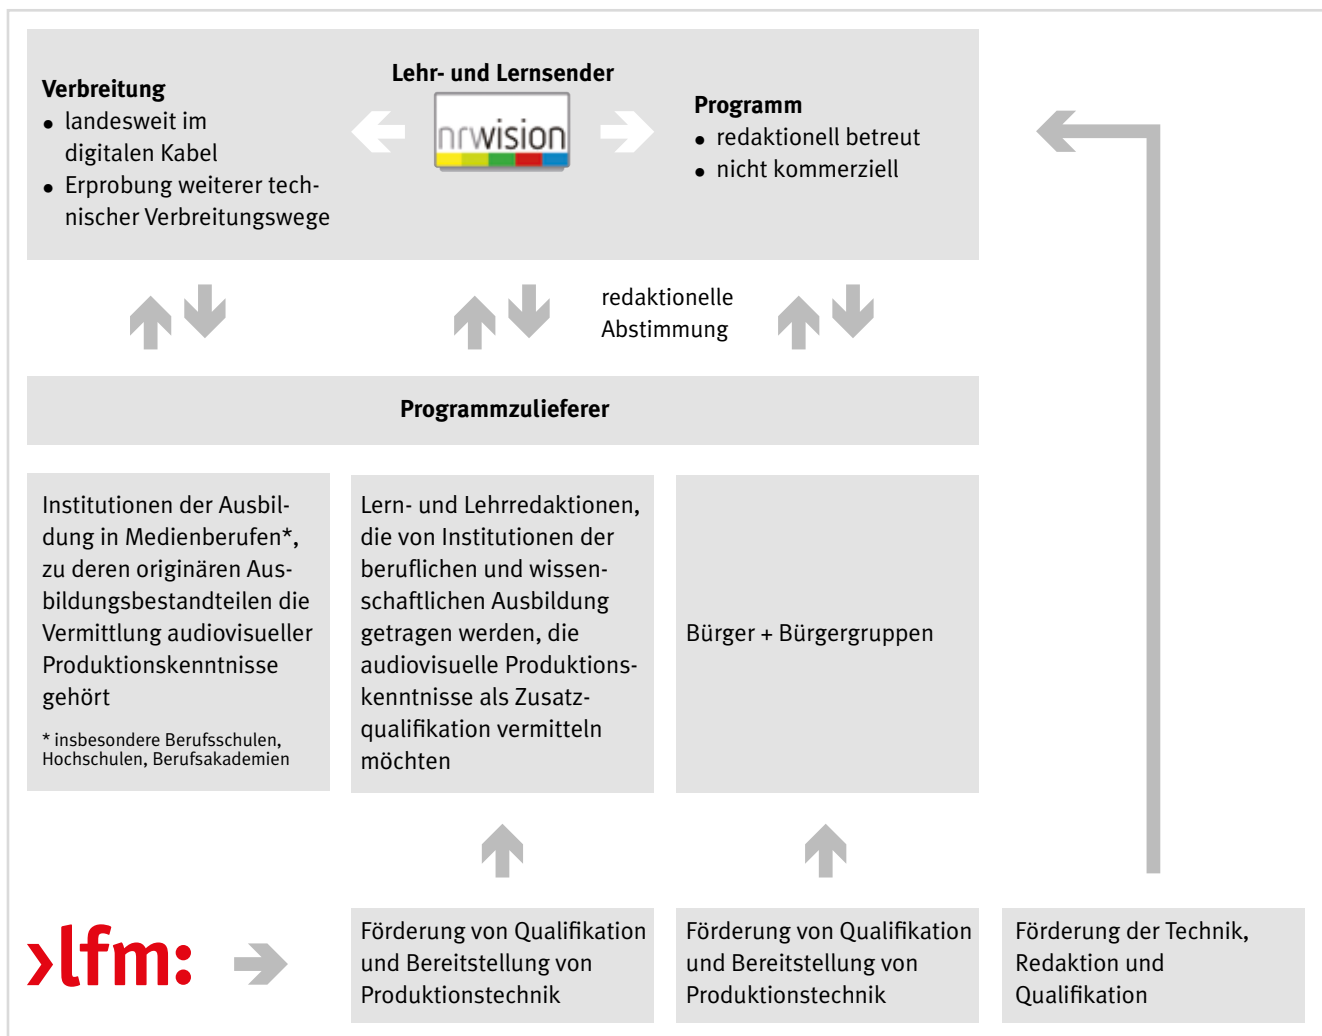 Verbreitung
• landesweit im
digitalen Kabel
• Erprobung weiterer tech-
nischer Verbreitungswege
Lehr- und Lernsender
nrwision
Programm
• redaktionell betreut
• nicht kommerziell
redaktionelle
Abstimmung
Programmzulieferer
Institutionen der Ausbil-
dung in Medienberufen*,
zu deren originären Aus-
bildungsbestandteilen die
Vermittlung audiovisueller
Produktionskenntnisse
gehört
* insbesondere Berufsschulen,
Hochschulen, Berufsakademien
Lern- und Lehrredaktionen,
die von Institutionen der
beruflichen und wissen-
schaftlichen Ausbildung
getragen werden, die
audiovisuelle Produktions-
kenntnisse als Zusatz-
qualifikation vermitteln
möchten
Bürger + Bürgergruppen
›lfm:
Förderung von Qualifikation
und Bereitstellung von
Produktionstechnik
Förderung von Qualifikation
und Bereitstellung von
Produktionstechnik
Förderung der Technik,
Redaktion und
Qualifikation